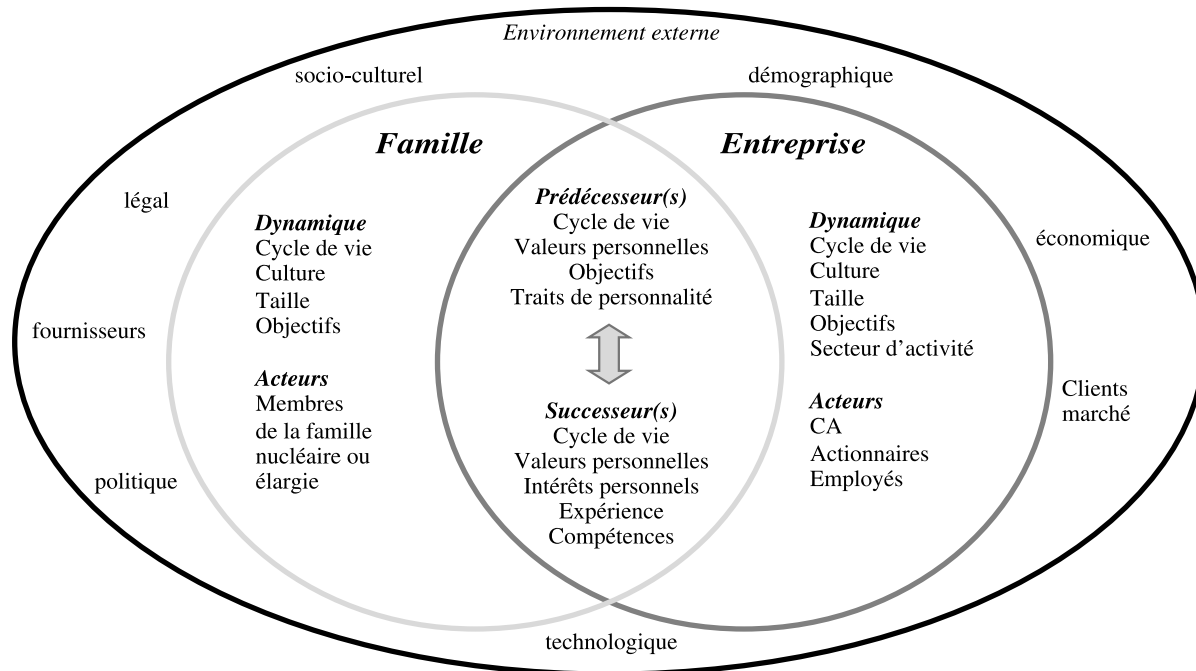 Environnement externe
socio-culturel
démographique
légal
fournisseurs
politique
Famille
Dynamique
Cycle de vie
Culture
Taille
Objectifs
Acteurs
Membres
de la famille
nucléaire ou
élargie
Prédécesseur(s)
Cycle de vie
Valeurs personnelles
Objectifs
Traits de personnalité
Successeur(s)
Cycle de vie
Valeurs personnelles
Intérêts personnels
Expérience
Compétences
Entreprise
Dynamique
Cycle de vie
Culture
Taille
Objectifs
Secteur d’activité
Acteurs
CA
Actionnaires
Employés
économique
Clients
marché
technologique